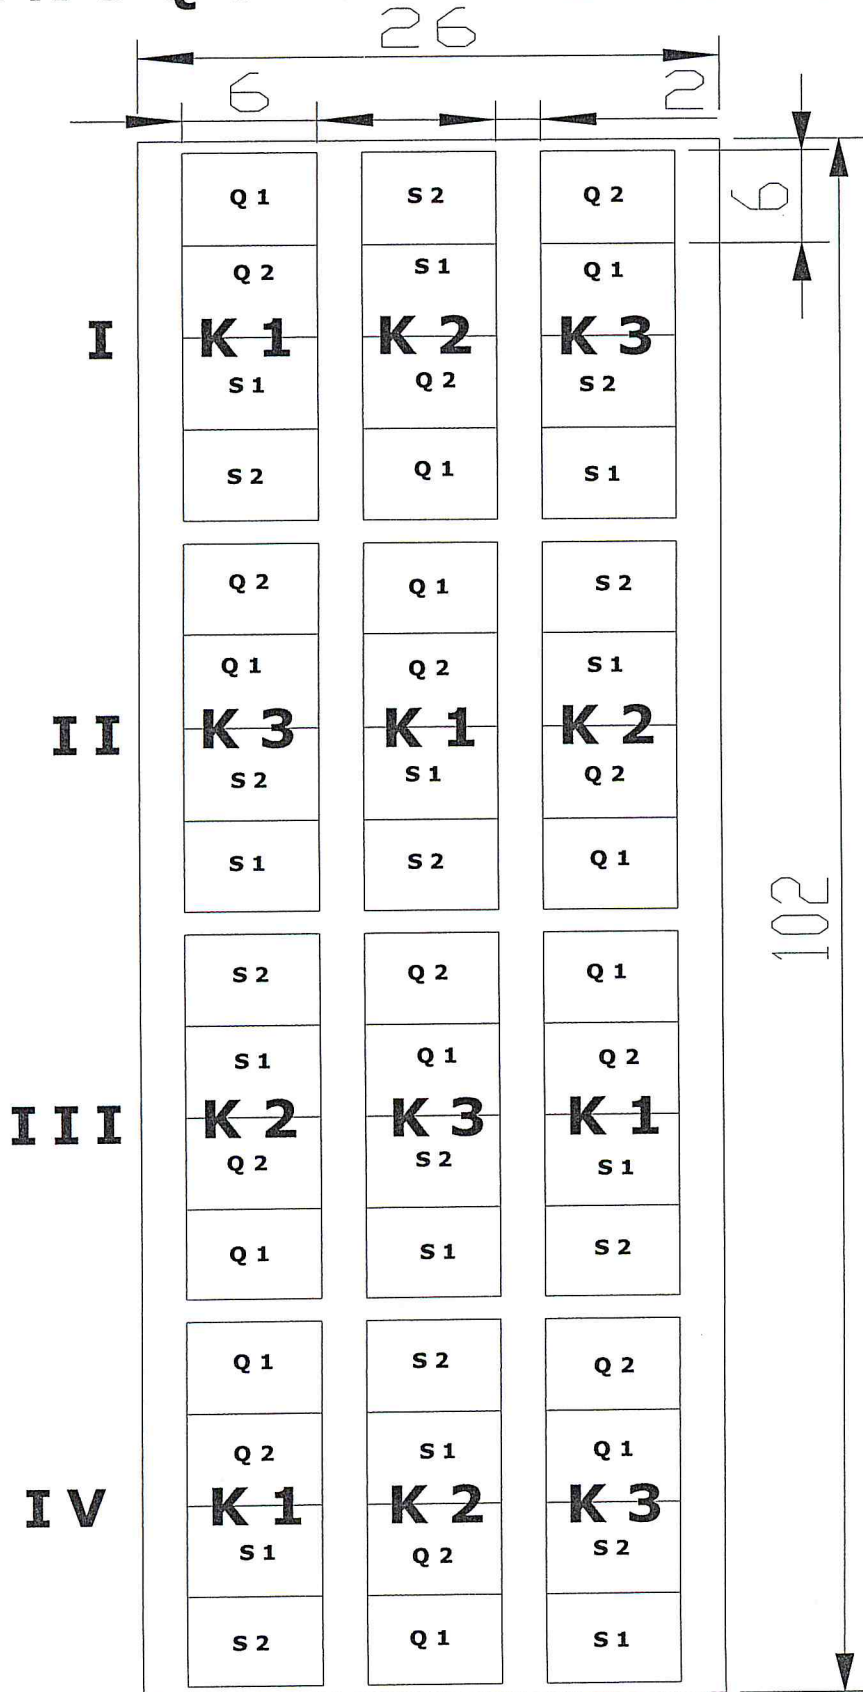 26
6 2
Q 1 S 2 Q 2
6
Q 2 S 1 Q 1
I K 1 K 2 K 3
S 1 Q 2 S 2
S 2 Q 1 S 1
Q 2 Q 1 S 2
Q 1 Q 2 S 1
II K 3 K 1 K 2
S 2 S 1 Q 2
S 1 S 2 Q 1
102
S 2 Q 2 Q 1
S 1 Q 1 Q 2
III K 2 K 3 K 1
Q 2 S 2 S 1
Q 1 S 1 S 2
Q 1 S 2 Q 2
Q 2 S 1 Q 1
IV K 1 K 2 K 3
S 1 Q 2 S 2
S 2 Q 1 S 1